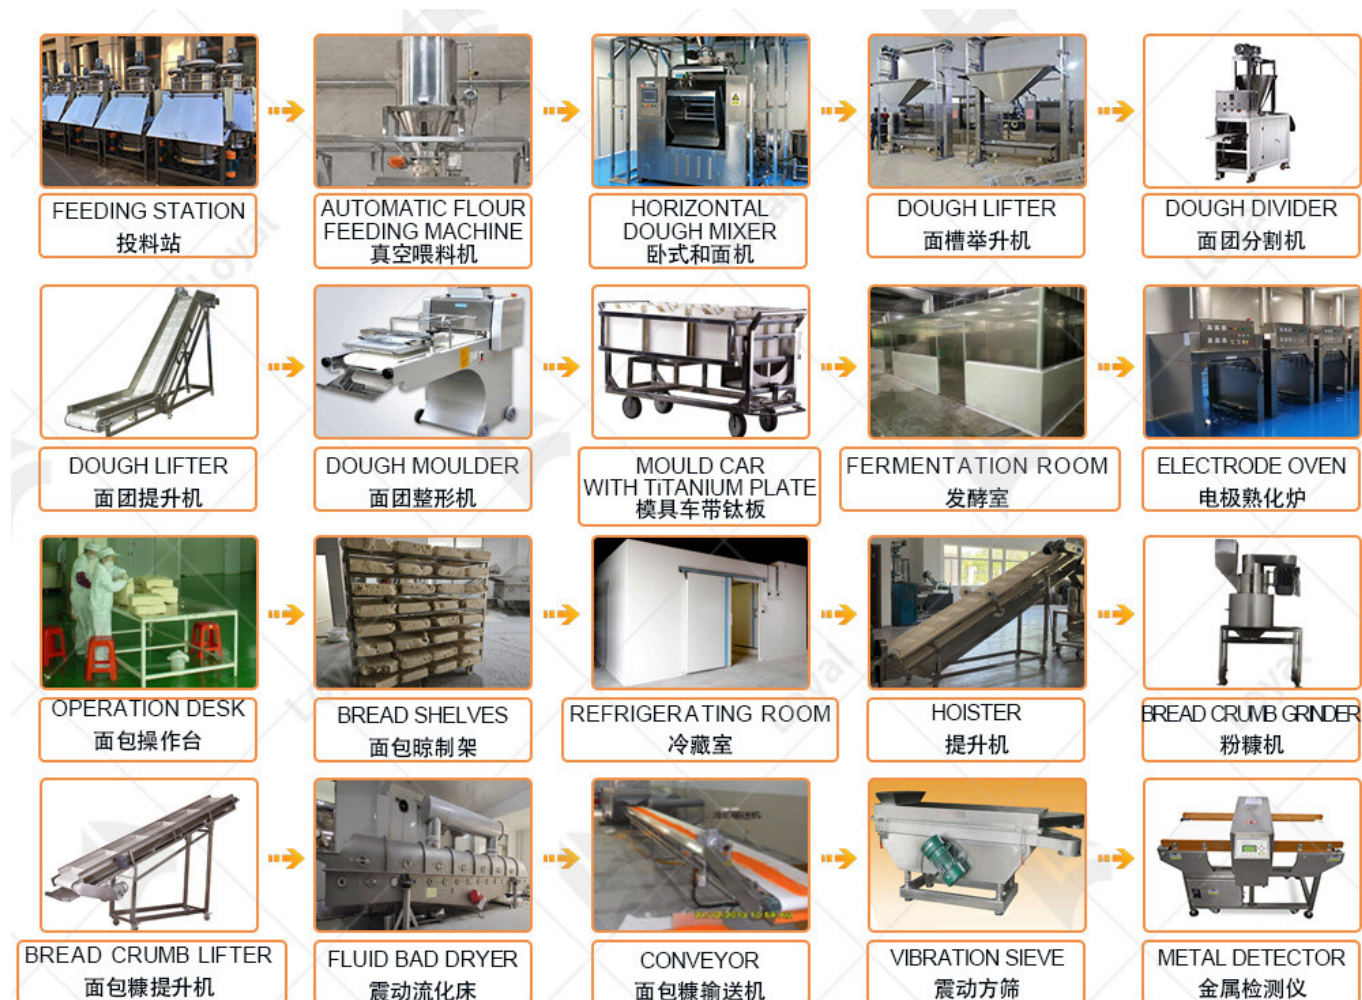 FEEDING STATION
投料站
AUTOMATIC FLOUR
FEEDING MACHINE
真空喂料机
HORIZONTAL
DOUGH MIXER
卧式和面机
DOUGH LIFTER
面槽举升机
DOUGH DIVIDER
面团分割机
DOUGH LIFTER
面团提升机
DOUGH MOULDER
面团整形机
MOULD CAR
WITH TiTANIUM PLATE
模具车带钛板
FERMENTATION ROOM
发酵室
ELECTRODE OVEN
电极熟化炉
OPERATION DESK
面包操作台
BREAD SHELVES
面包晾制架
REFRIGERATING ROOM
冷藏室
HOISTER
提升机
BREAD CRUMB GRINDER
粉糠机
BREAD CRUMB LIFTER
面包糠提升机
FLUID BAD DRYER
震动流化床
CONVEYOR
面包糠输送机
VIBRATION SIEVE
震动方筛
METAL DETECTOR
金属检测仪
Loyal
Loyal
Loyal
Loyal